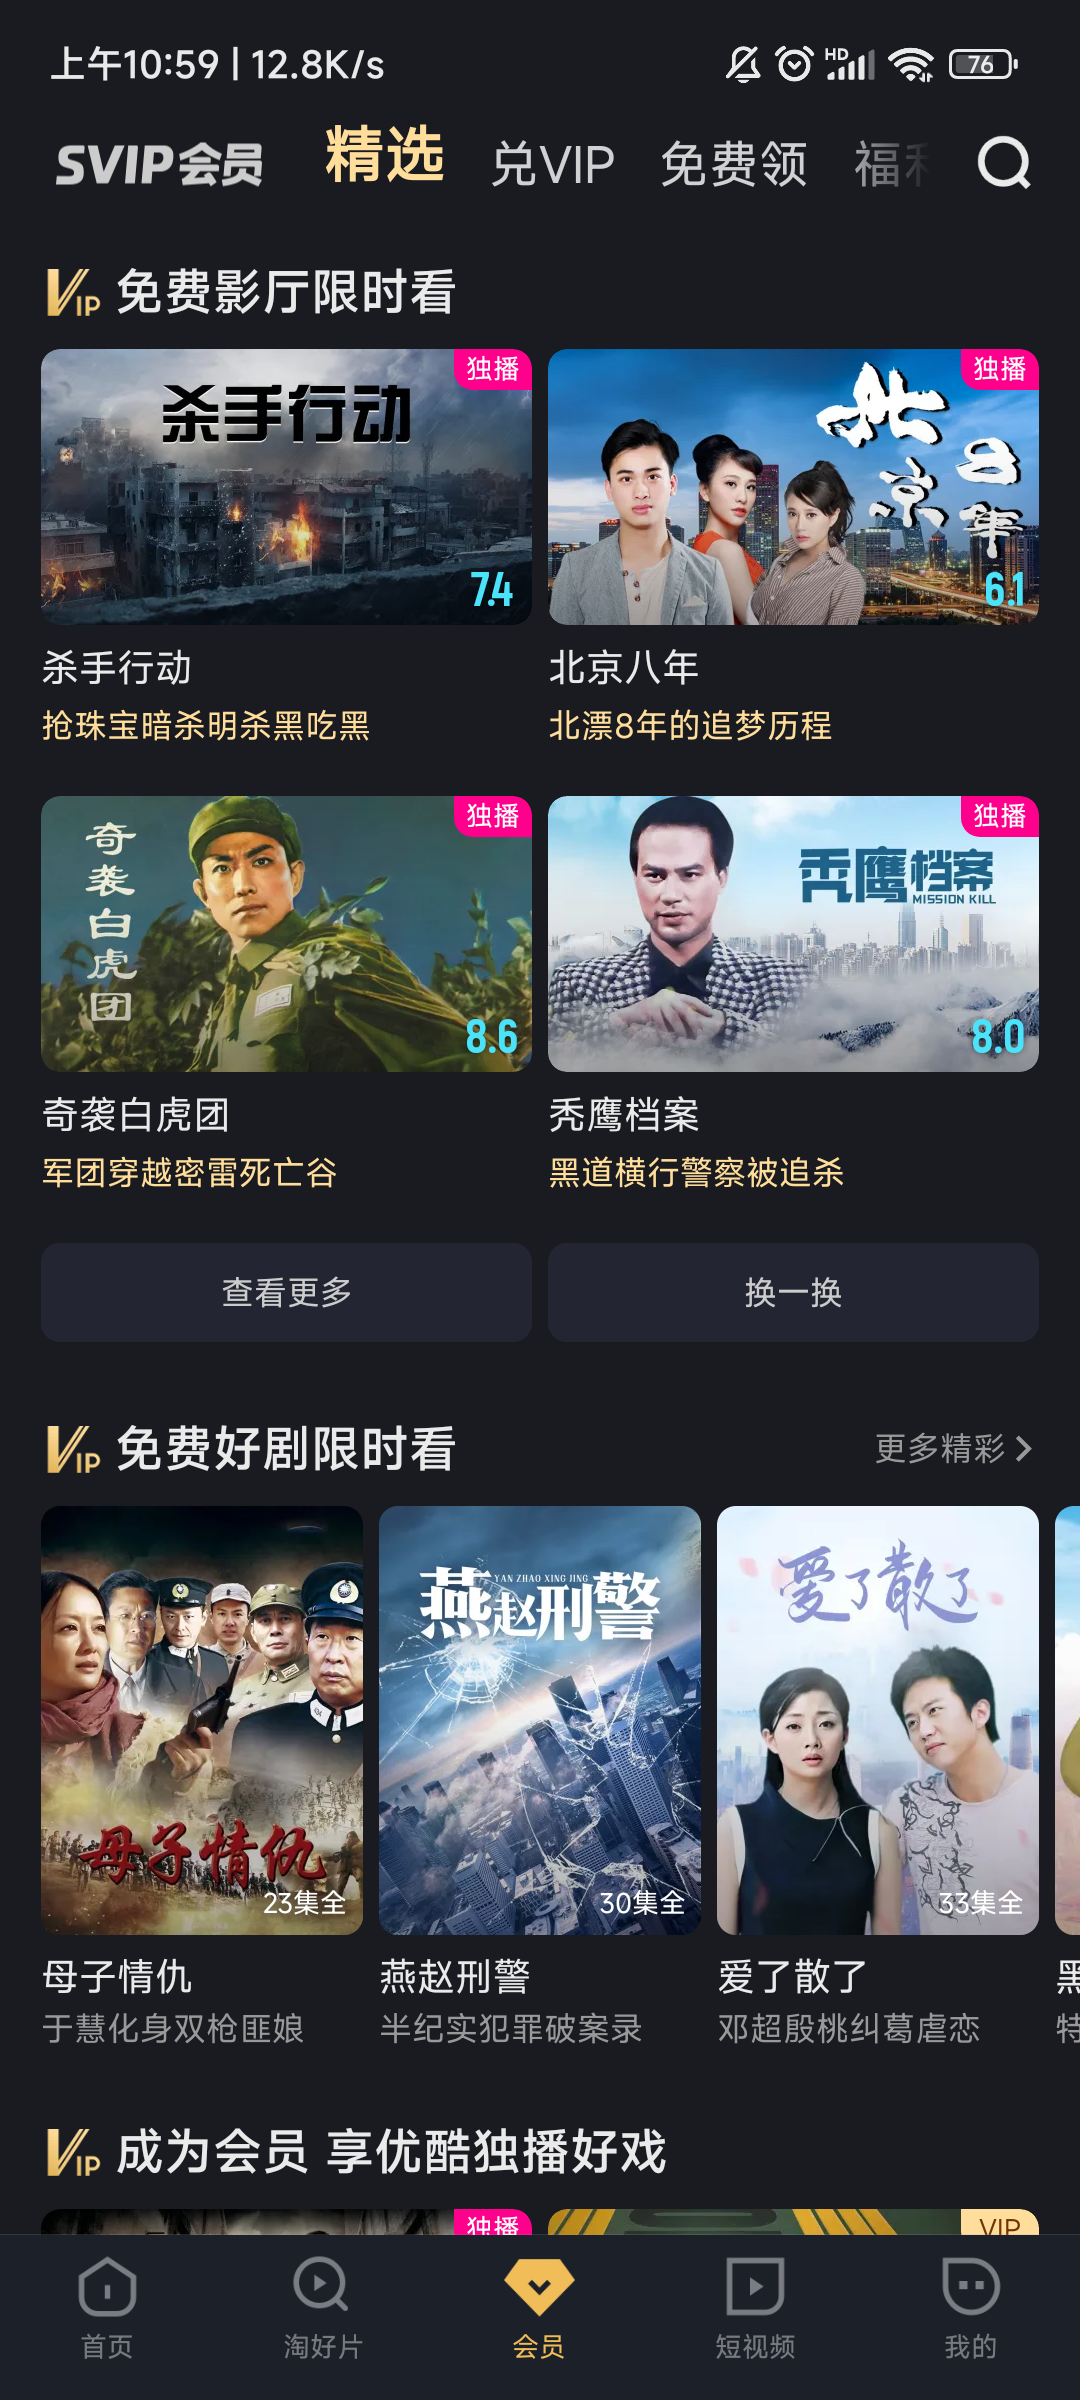 上午10:59 | 12.8K/s
HD
76
SVIP会员
精选
兑VIP
免费领
福利
VIP 免费影厅限时看
独播
杀手行动
7.4
独播
北京8年
6.1
杀手行动
北京八年
抢珠宝暗杀明杀黑吃黑
北漂8年的追梦历程
独播
奇袭白虎团
8.6
独播
秃鹰档案
MISSION KILL
8.0
奇袭白虎团
秃鹰档案
军团穿越密雷死亡谷
黑道横行警察被追杀
查看更多
换一换
VIP 免费好剧限时看
更多精彩
母子情仇
23集全
YAN ZHAO XING JING
燕赵刑警
30集全
爱了散了
33集全
母子情仇
燕赵刑警
爱了散了
于慧化身双枪匪娘
半纪实犯罪破案录
邓超殷桃纠葛虐恋
特
VIP 成为会员 享优酷独播好戏
独播
VIP
首页
淘好片
会员
短视频
我的